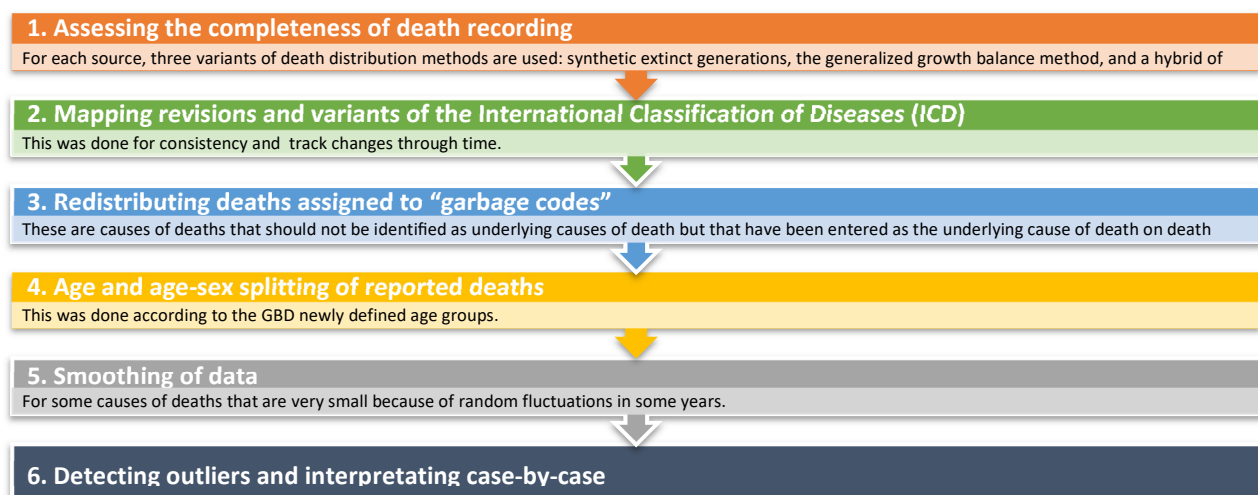 1. Assessing the completeness of death recording
For each source, three variants of death distribution methods are used: synthetic extinct generations, the generalized growth balance method, and a hybrid of
2. Mapping revisions and variants of the International Classification of Diseases (ICD)
This was done for consistency and track changes through time.
3. Redistributing deaths assigned to “garbage codes”
These are causes of deaths that should not be identified as underlying causes of death but that have been entered as the underlying cause of death on death
4. Age and age-sex splitting of reported deaths
This was done according to the GBD newly defined age groups.
5. Smoothing of data
For some causes of deaths that are very small because of random fluctuations in some years.
6. Detecting outliers and interpretating case-by-case